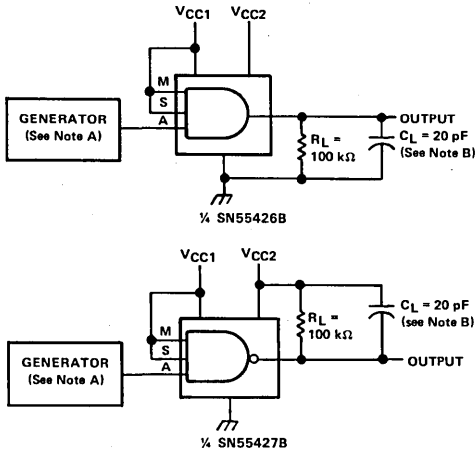 VCC1 VCC2
M
S
A
GENERATOR
(See Note A)
OUTPUT
RL =
100 kΩ
CL = 20 pF
(See Note B)
¼ SN55426B
VCC1 VCC2
M
S
A
GENERATOR
(See Note A)
RL =
100 kΩ
CL = 20 pF
(see Note B)
OUTPUT
¼ SN55427B